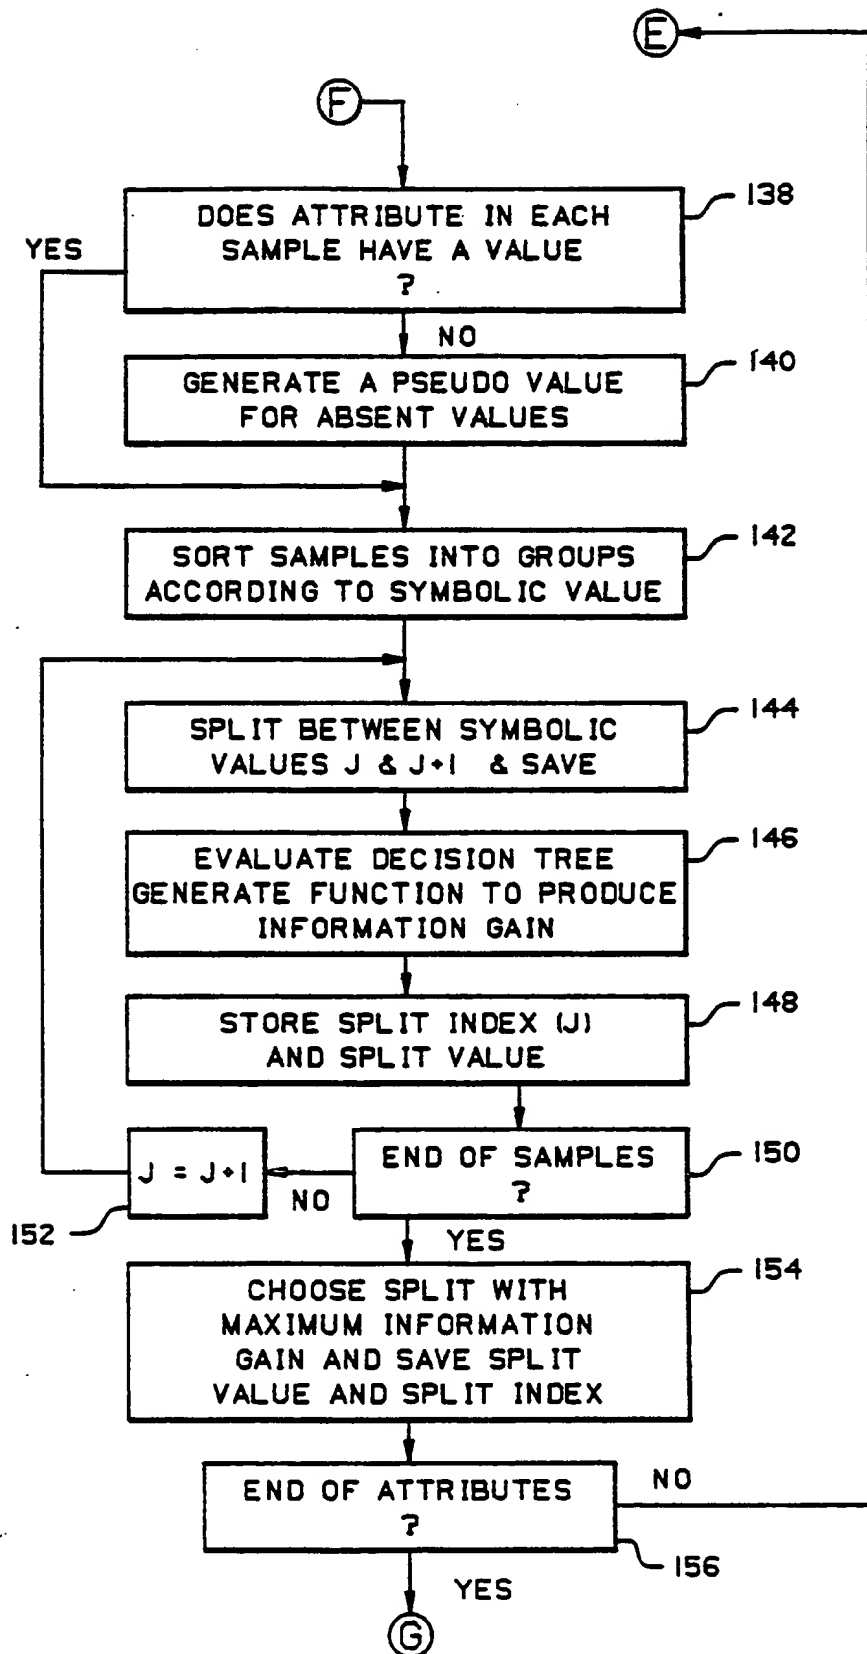 E
F
138
DOES ATTRIBUTE IN EACH
SAMPLE HAVE A VALUE
?
YES
NO
140
GENERATE A PSEUDO VALUE
FOR ABSENT VALUES
142
SORT SAMPLES INTO GROUPS
ACCORDING TO SYMBOLIC VALUE
144
SPLIT BETWEEN SYMBOLIC
VALUES J & J+1 & SAVE
146
EVALUATE DECISION TREE
GENERATE FUNCTION TO PRODUCE
INFORMATION GAIN
148
STORE SPLIT INDEX (J)
AND SPLIT VALUE
150
END OF SAMPLES
?
J = J+1
NO
152
YES
154
CHOOSE SPLIT WITH
MAXIMUM INFORMATION
GAIN AND SAVE SPLIT
VALUE AND SPLIT INDEX
END OF ATTRIBUTES
?
NO
156
YES
G